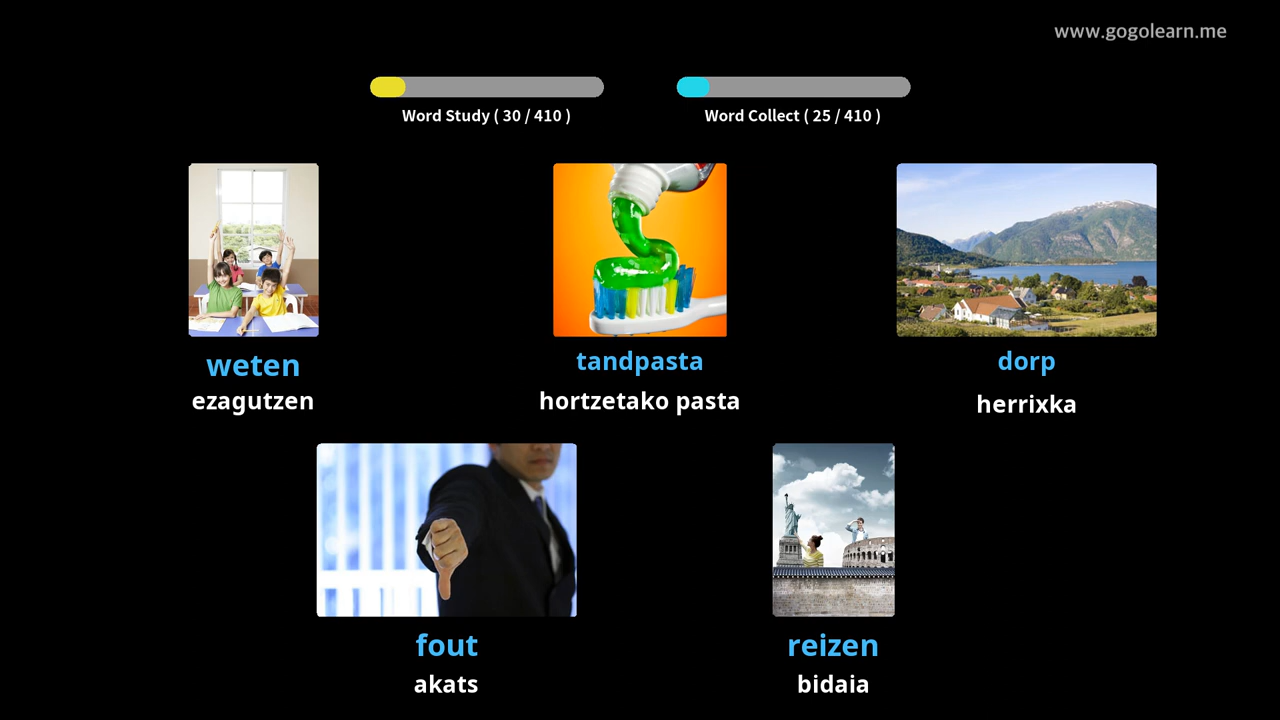 www.gogolearn.me
Word Study ( 30 / 410 )
Word Collect ( 25 / 410 )
weten
ezagutzen
tandpasta
hortzetako pasta
dorp
herrixka
fout
akats
reizen
bidaia